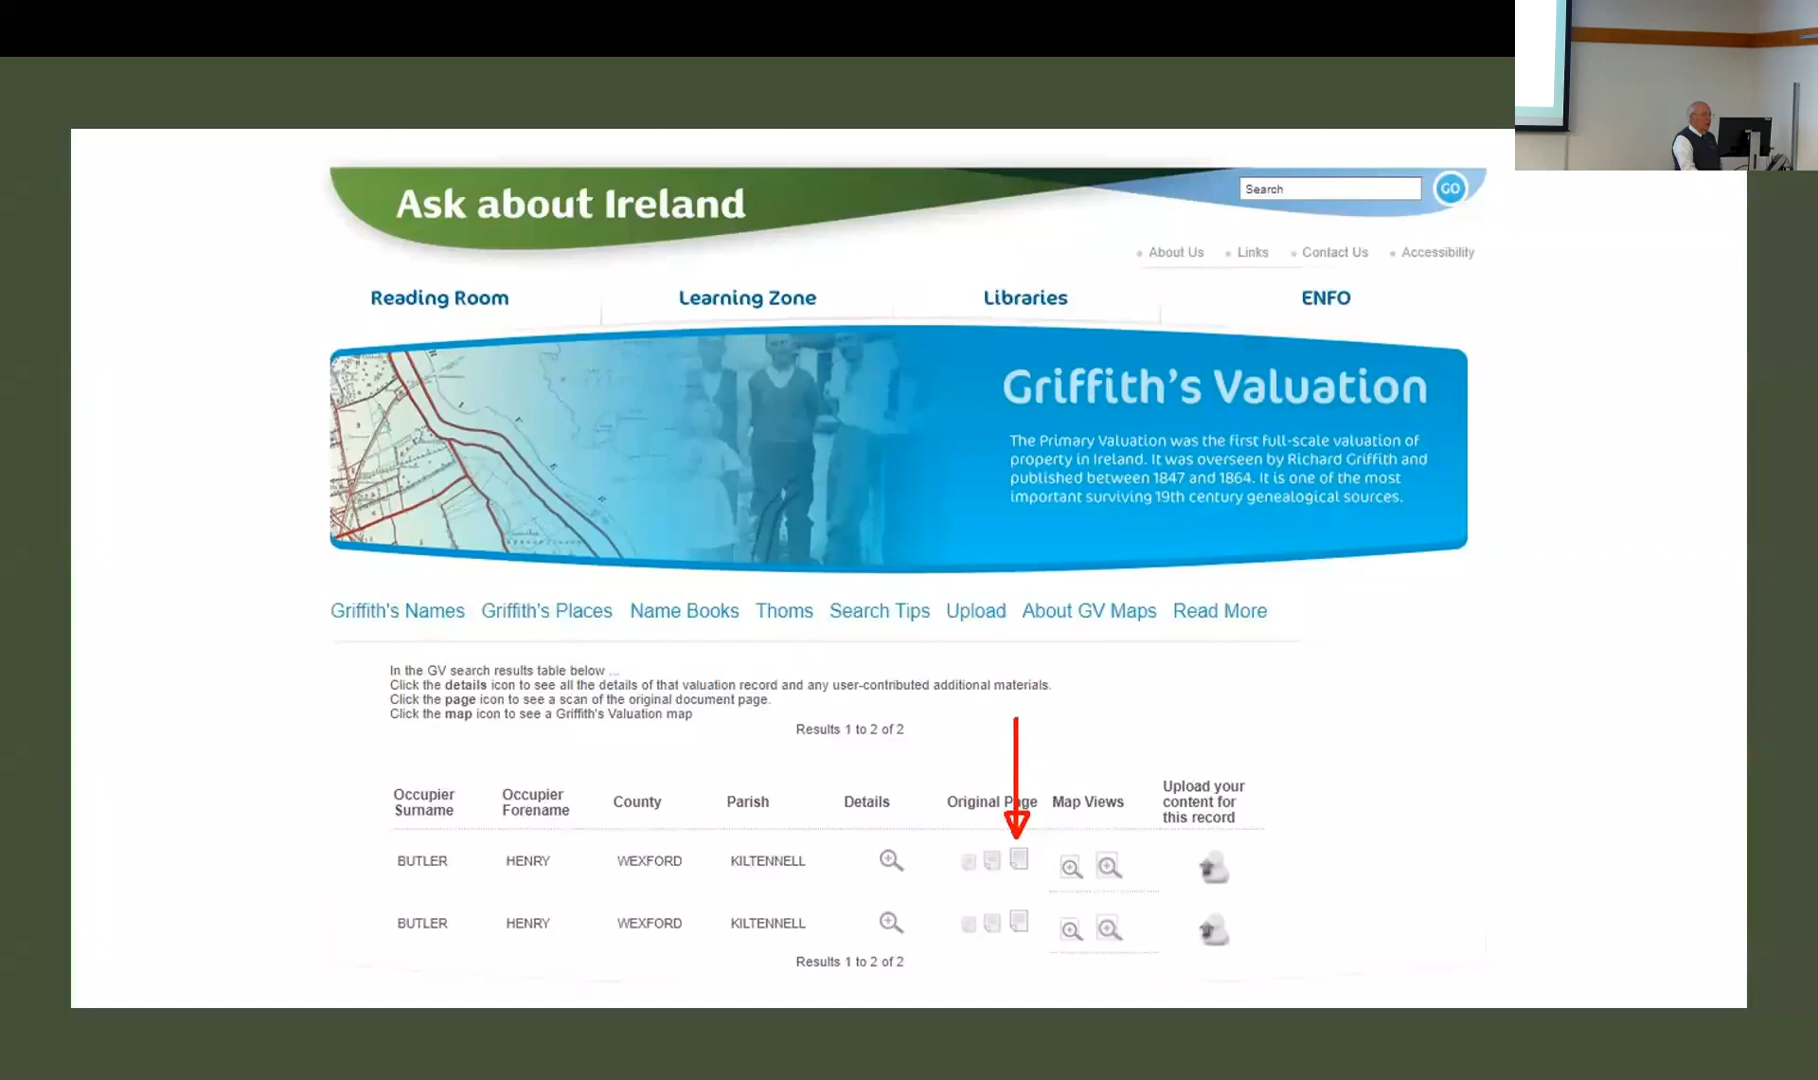 Ask about Ireland
Search
GO
About Us
Links
Contact Us
Accessibility
Reading Room
Learning Zone
Libraries
ENFO
Griffith's Valuation
The Primary Valuation was the first full-scale valuation of
property in Ireland. It was overseen by Richard Griffith and
published between 1847 and 1864. It is one of the most
important surviving 19th century genealogical sources.
Griffith's Names Griffith's Places Name Books Thoms Search Tips Upload About GV Maps Read More
In the GV search results table below ...
Click the details icon to see all the details of that valuation record and any user-contributed additional materials.
Click the page icon to see a scan of the original document page.
Click the map icon to see a Griffith's Valuation map
Results 1 to 2 of 2
Occupier Surname
Occupier Forename
County
Parish
Details
Original Page
Map Views
Upload your
content for
this record
BUTLER HENRY WEXFORD KILTENNELL
BUTLER HENRY WEXFORD KILTENNELL
Results 1 to 2 of 2